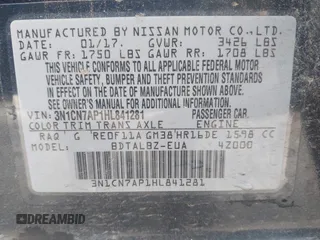 MANUFACTURED BY NISSAN MOTOR CO.,LTD.
DATE: 01/17. GVWR: 3426 LBS
GAWR FR: 1750 LBS GAWR RR: 1708 LBS
THIS VEHICLE CONFORMS TO ALL APPLICABLE FEDERAL MOTOR
VEHICLE SAFETY, BUMPER AND THEFT PREVENTION STANDARDS
IN EFFECT ON THE DATE OF MANUFACTURE SHOWN ABOVE.
SEE OWNER'S MANUAL FOR ADDITIONAL INFORMATION.
VIN: 3N1CN7AP1HL841281 PASSENGER CAR.
COLOR TRIM TRANS AXLE ENGINE
RAQ G RE0F11A GM38 HR16DE 1598 CC
MODEL BDTALBZ-EUA 4Z000
3N1CN7AP1HL841281
DREAMBID